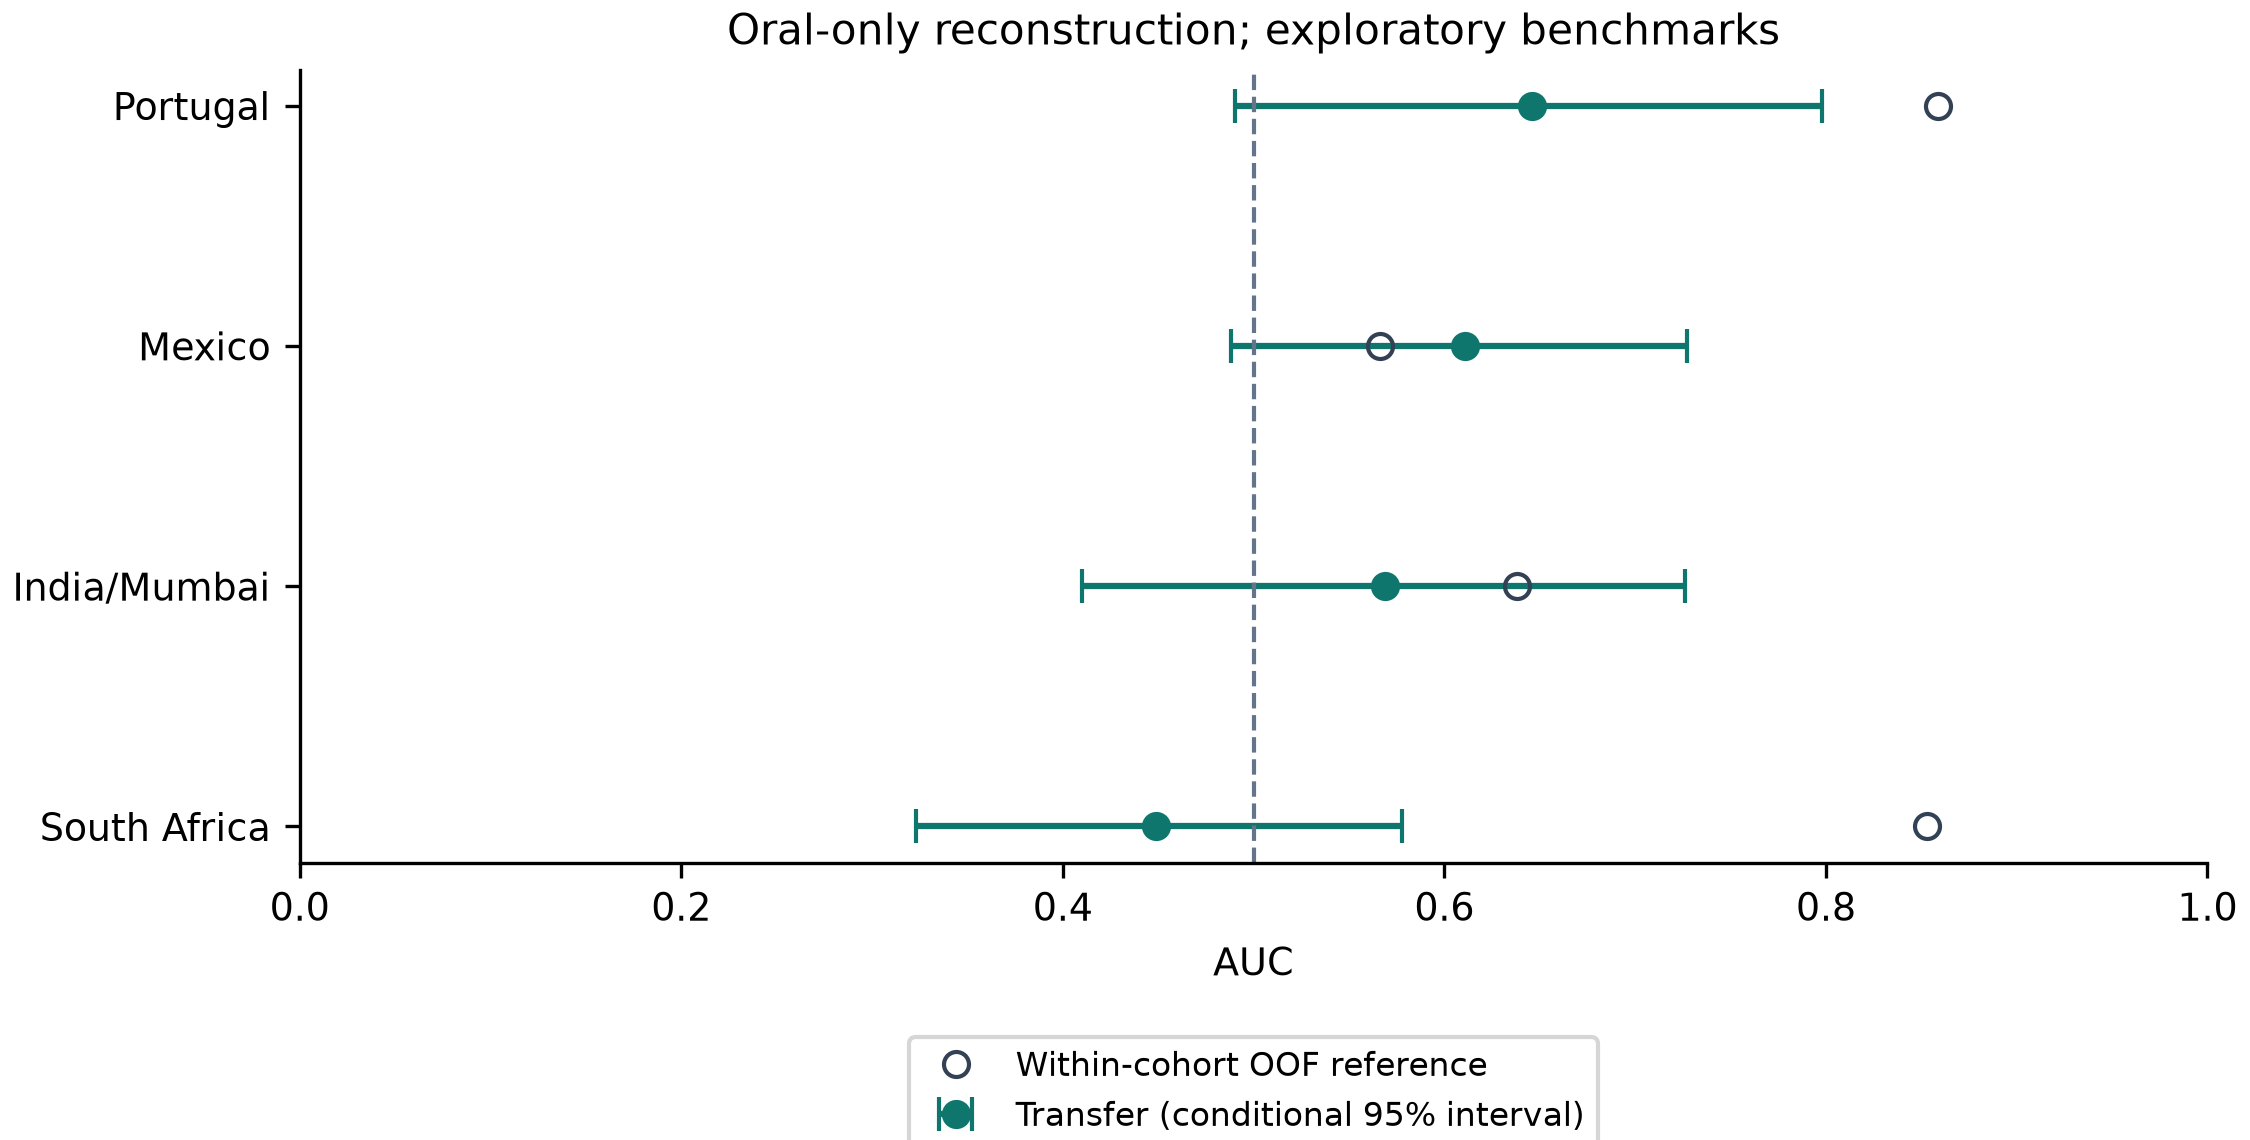 Oral-only reconstruction; exploratory benchmarks
Portugal
Mexico
India/Mumbai
South Africa
0.0 0.2 0.4 0.6 0.8 1.0
AUC
Within-cohort OOF reference
Transfer (conditional 95% interval)